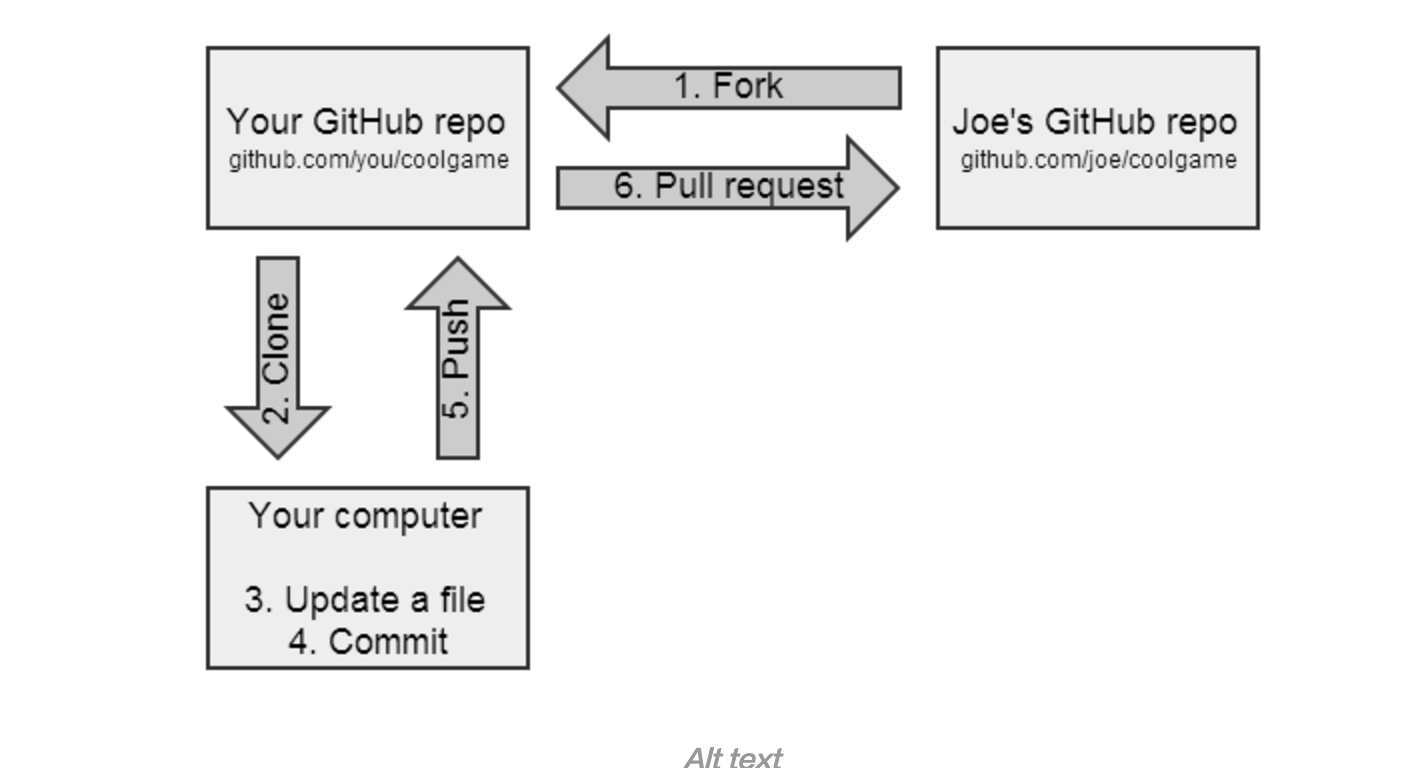 1. Fork
Your GitHub repo
github.com/you/coolgame
Joe's GitHub repo
github.com/joe/coolgame
6. Pull request
2. Clone
5. Push
Your computer
3. Update a file
4. Commit
Alt text